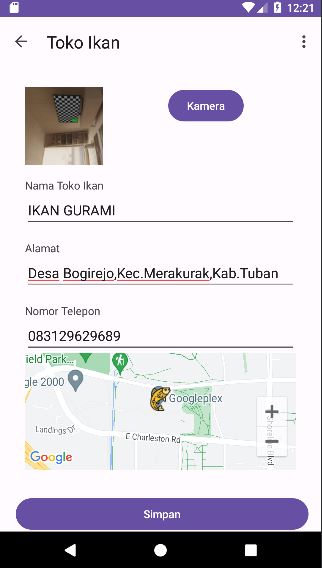 12:21
Toko Ikan
Kamera
Nama Toko Ikan
IKAN GURAMI
Alamat
Desa Bogirejo,Kec.Merakurak,Kab.Tuban
Nomor Telepon
083129629689
ield Park...
gle 2000
Googleplex
+
Landings Dr
E Charleston Rd
−
Google
Simpan